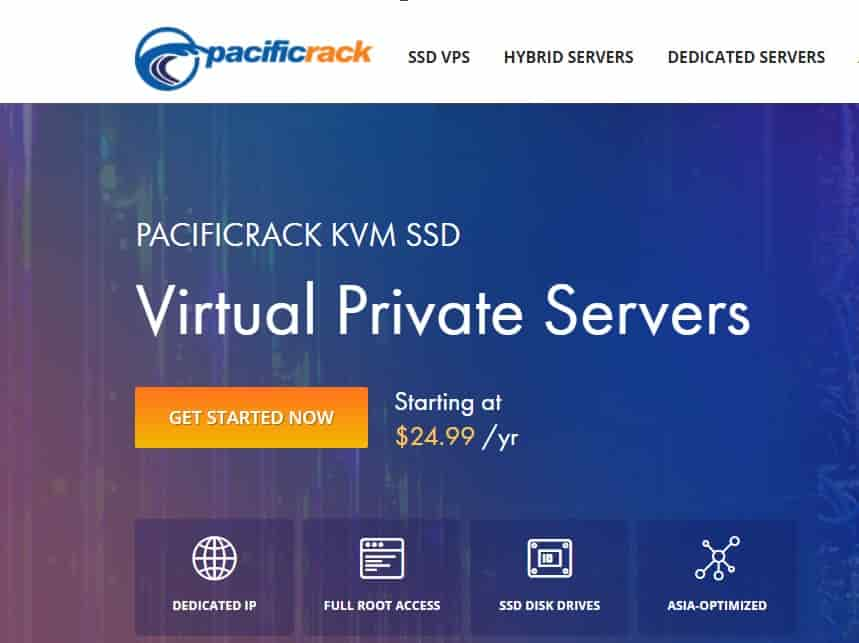 pacificrack
SSD VPS
HYBRID SERVERS
DEDICATED SERVERS
PACIFICRACK KVM SSD
Virtual Private Servers
GET STARTED NOW
Starting at
$24.99 /yr
DEDICATED IP
FULL ROOT ACCESS
SSD DISK DRIVES
ASIA-OPTIMIZED